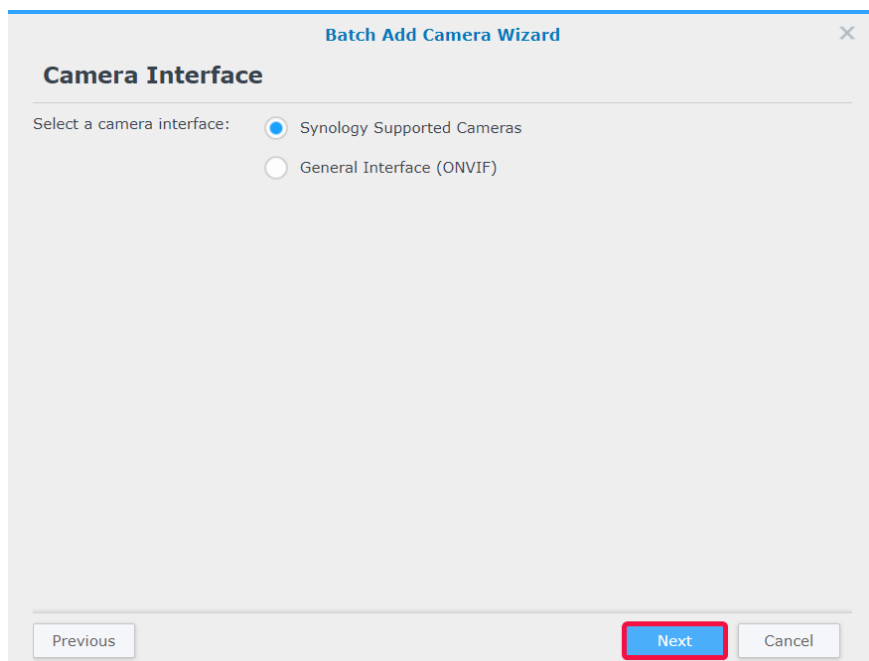 Batch Add Camera Wizard
Camera Interface
Select a camera interface:
Synology Supported Cameras
General Interface (ONVIF)
Previous
Next
Cancel